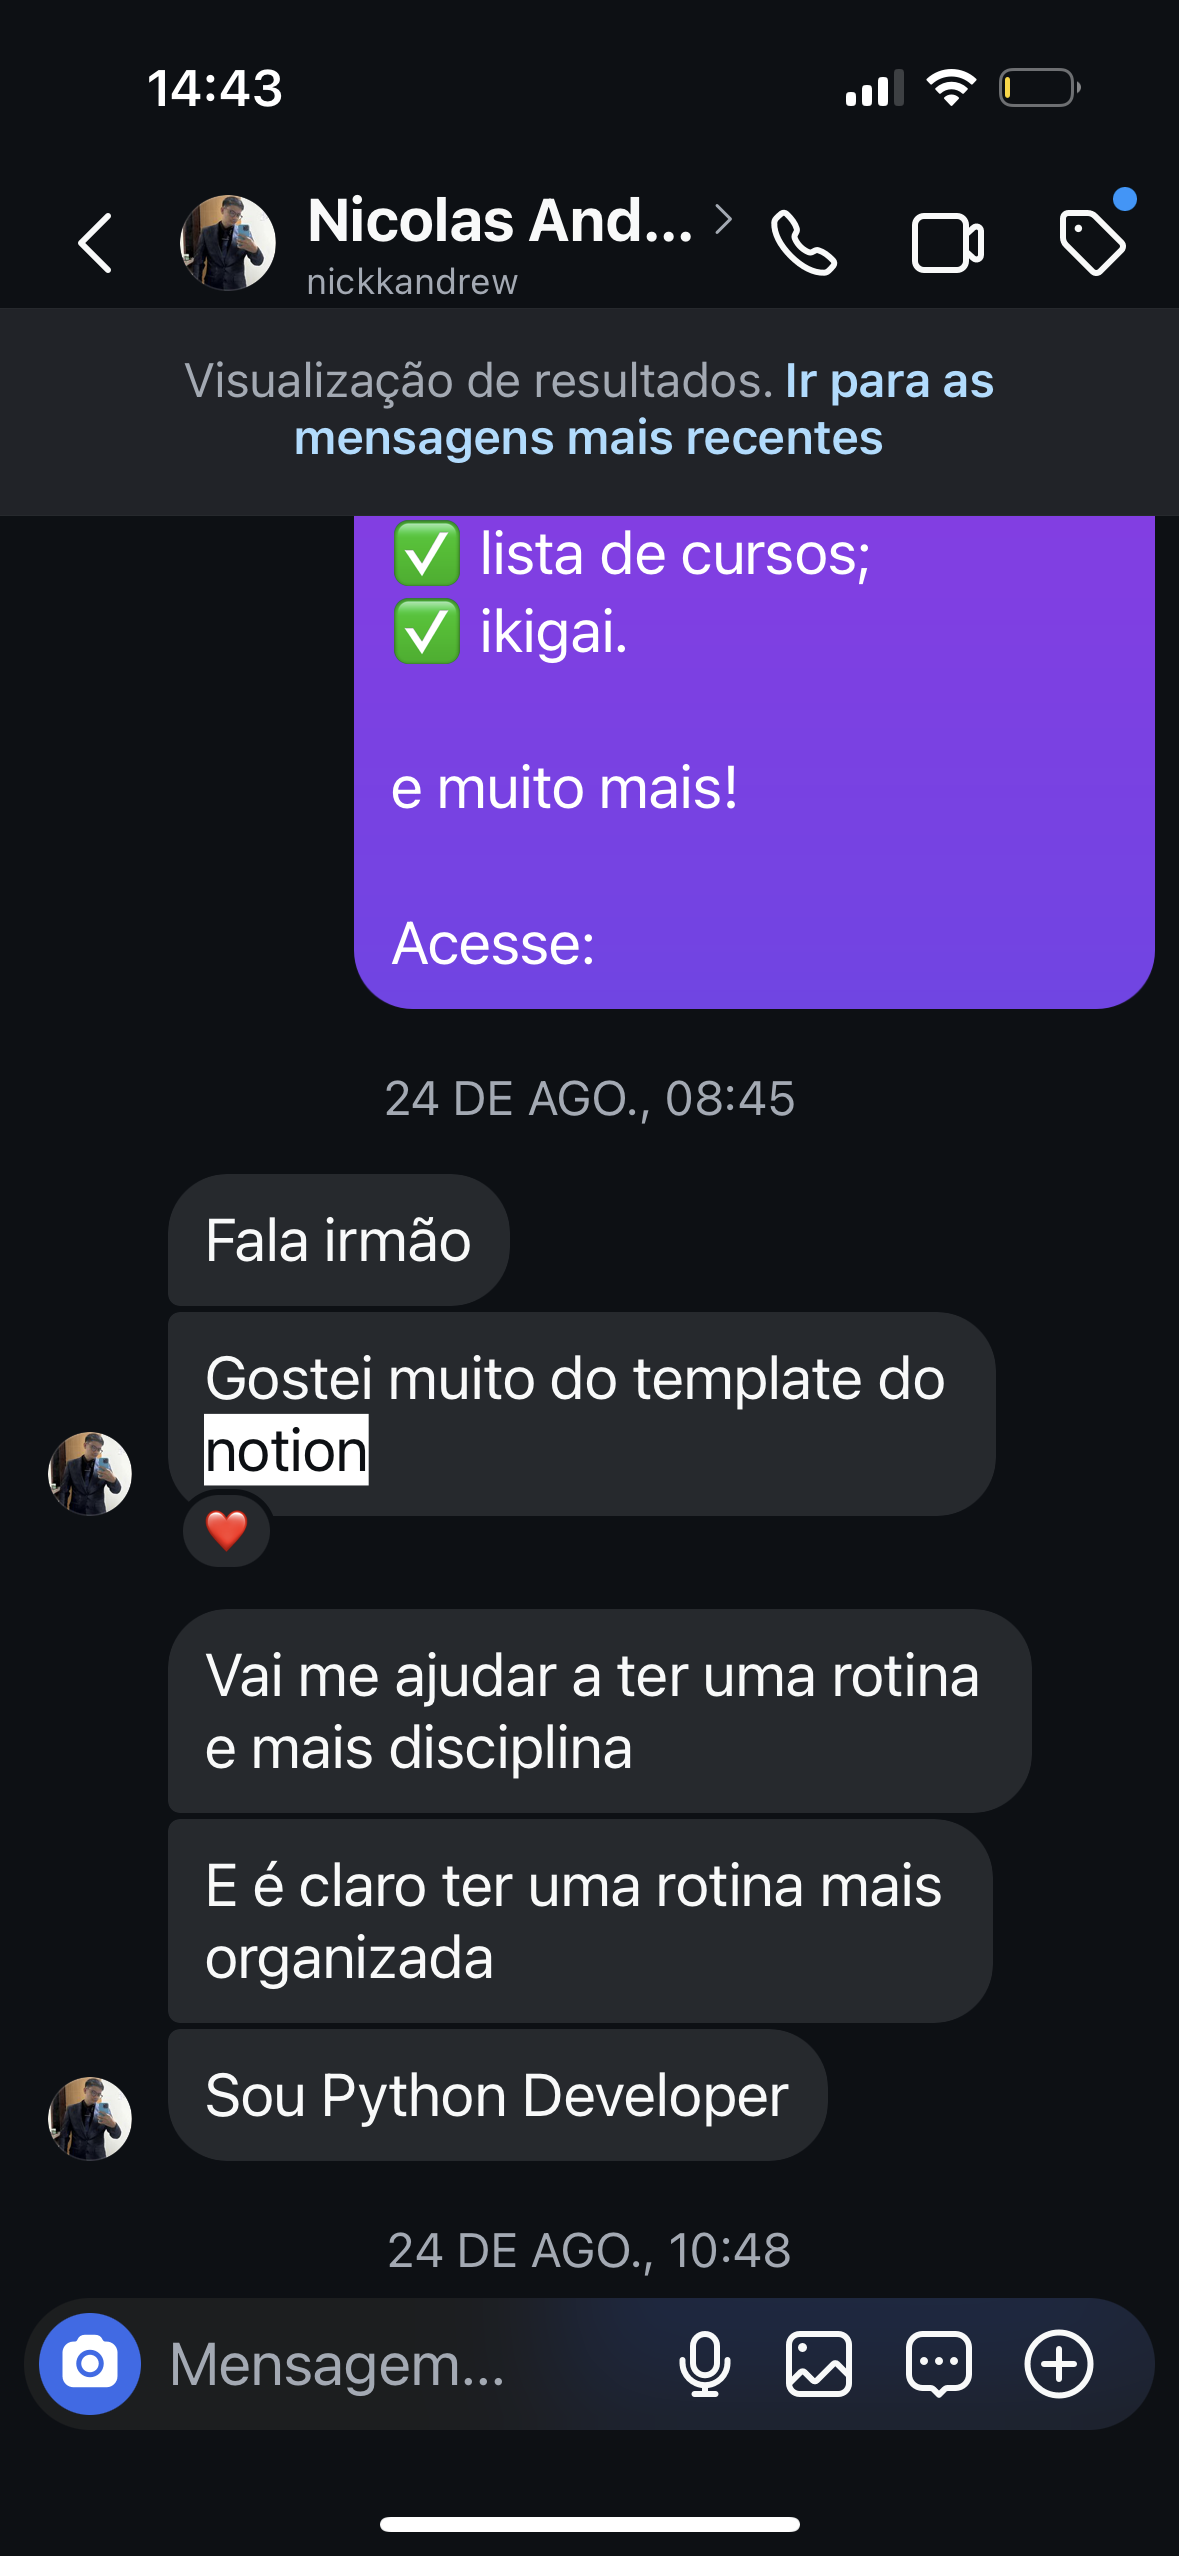 14:43
Nicolas And...
nickkandrew
Visualização de resultados. Ir para as
mensagens mais recentes
✅ lista de cursos;
✅ ikigai.
e muito mais!
Acesse:
24 DE AGO., 08:45
Fala irmão
Gostei muito do template do
notion
Vai me ajudar a ter uma rotina
e mais disciplina
E é claro ter uma rotina mais
organizada
Sou Python Developer
24 DE AGO., 10:48
Mensagem...